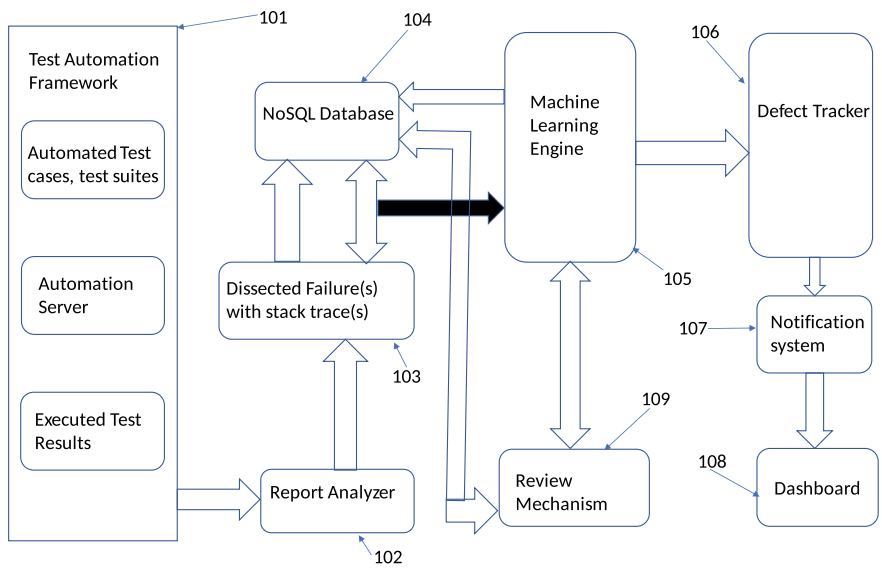 101
Test Automation
Framework
Automated Test
cases, test suites
Automation
Server
Executed Test
Results
104
NoSQL Database
Dissected Failure(s)
with stack trace(s)
103
Report Analyzer
102
Machine
Learning
Engine
105
109
Review
Mechanism
106
Defect Tracker
107
Notification
system
108
Dashboard